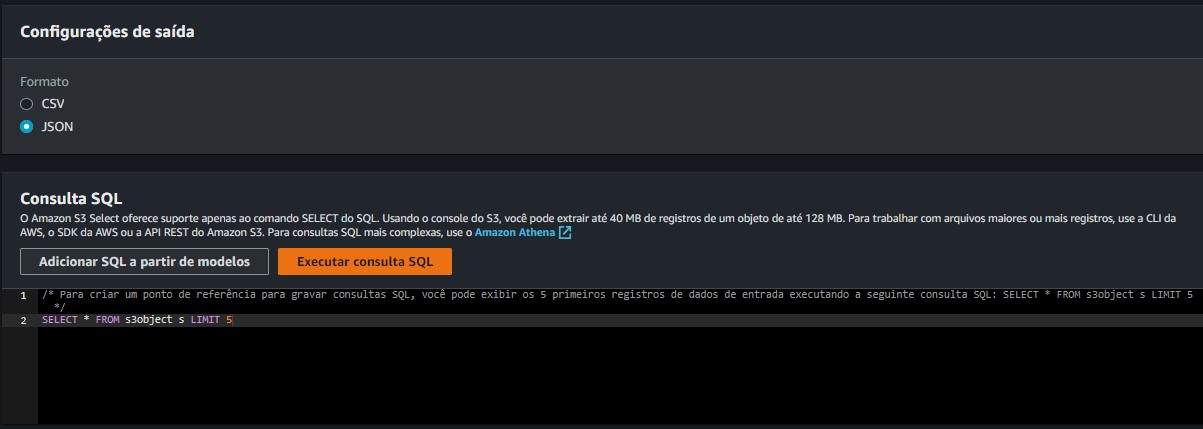 Configurações de saída
Formato
CSV
JSON
Consulta SQL
O Amazon S3 Select oferece suporte apenas ao comando SELECT do SQL. Usando o console do S3, você pode extrair até 40 MB de registros de um objeto de até 128 MB. Para trabalhar com arquivos maiores ou mais registros, use a CLI da
AWS, o SDK da AWS ou a API REST do Amazon S3. Para consultas SQL mais complexas, use o Amazon Athena
Adicionar SQL a partir de modelos
Executar consulta SQL
1 /* Para criar um ponto de referência para gravar consultas SQL, você pode exibir os 5 primeiros registros de dados de entrada executando a seguinte consulta SQL: SELECT * FROM s3object s LIMIT 5
*/
2 SELECT * FROM s3object s LIMIT 5